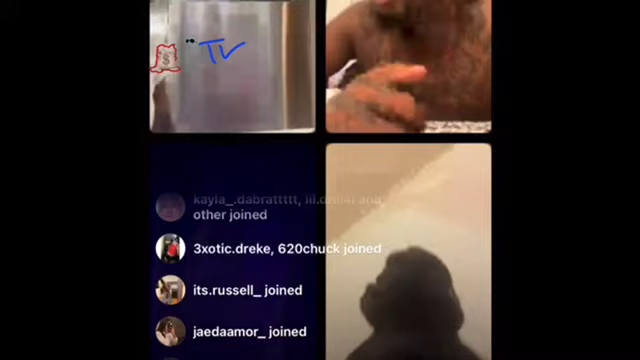 TV
$
other joined
3xotic.dreke, 620chuck joined
its.russell_ joined
jaedaamor_ joined